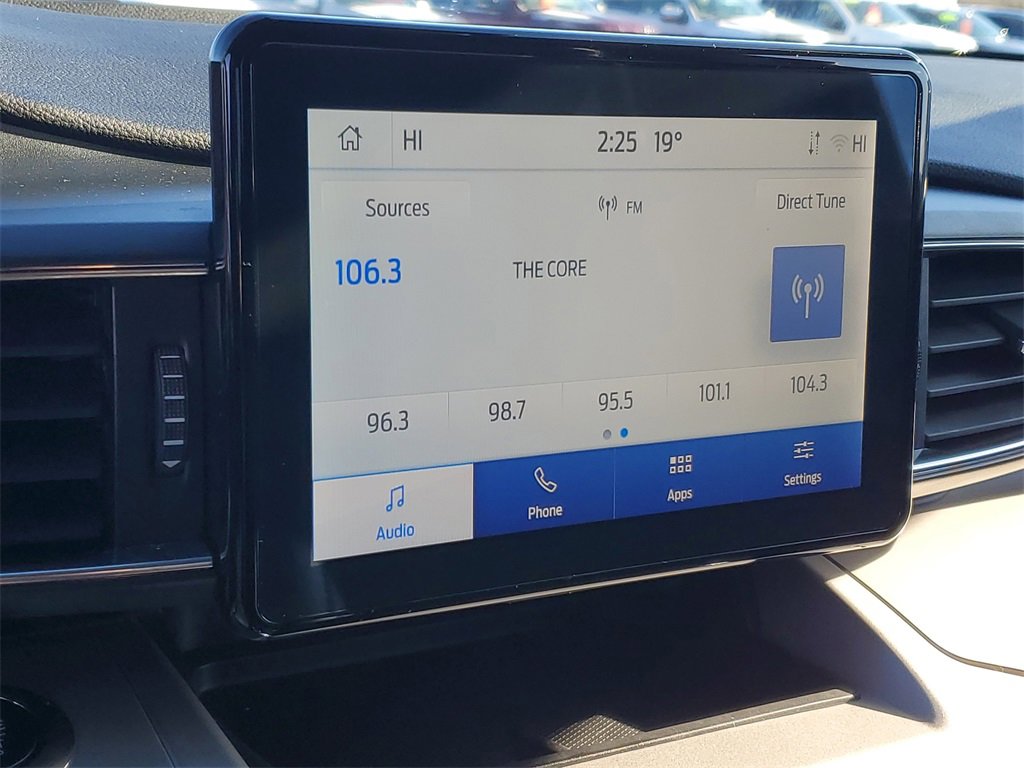 HI 2:25 19° HI
Sources FM Direct Tune
106.3 THE CORE
96.3 98.7 95.5 101.1 104.3
Audio Phone Apps Settings